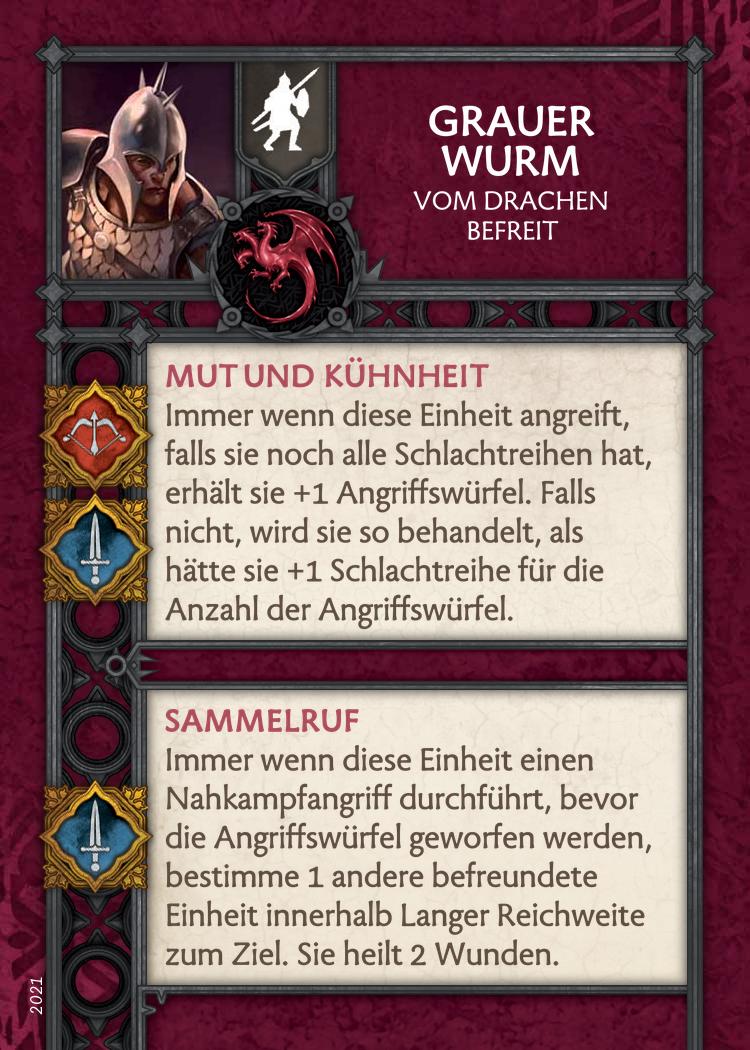 GRAUER
WURM
VOM DRACHEN
BEFREIT
MUT UND KÜHNHEIT
Immer wenn diese Einheit angreift,
falls sie noch alle Schlachtreihen hat,
erhält sie +1 Angriffswürfel. Falls
nicht, wird sie so behandelt, als
hätte sie +1 Schlachtreihe für die
Anzahl der Angriffswürfel.
SAMMELRUF
Immer wenn diese Einheit einen
Nahkampfangriff durchführt, bevor
die Angriffswürfel geworfen werden,
bestimme 1 andere befreundete
Einheit innerhalb Langer Reichweite
zum Ziel. Sie heilt 2 Wunden.
2021